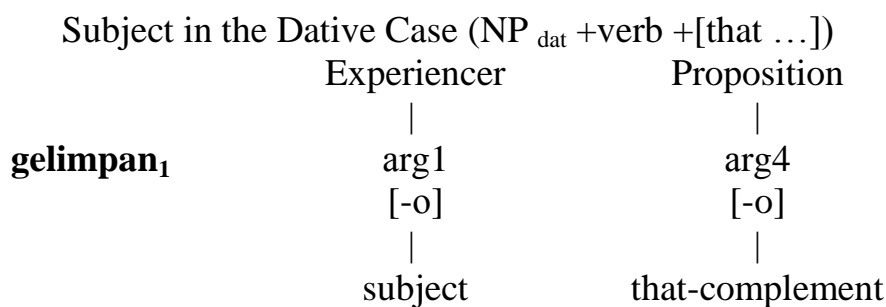 Subject in the Dative Case (NP dat +verb +[that …])
Experiencer Proposition
| |
gelimpan1 arg1 arg4
[-o] [-o]
| |
subject that-complement